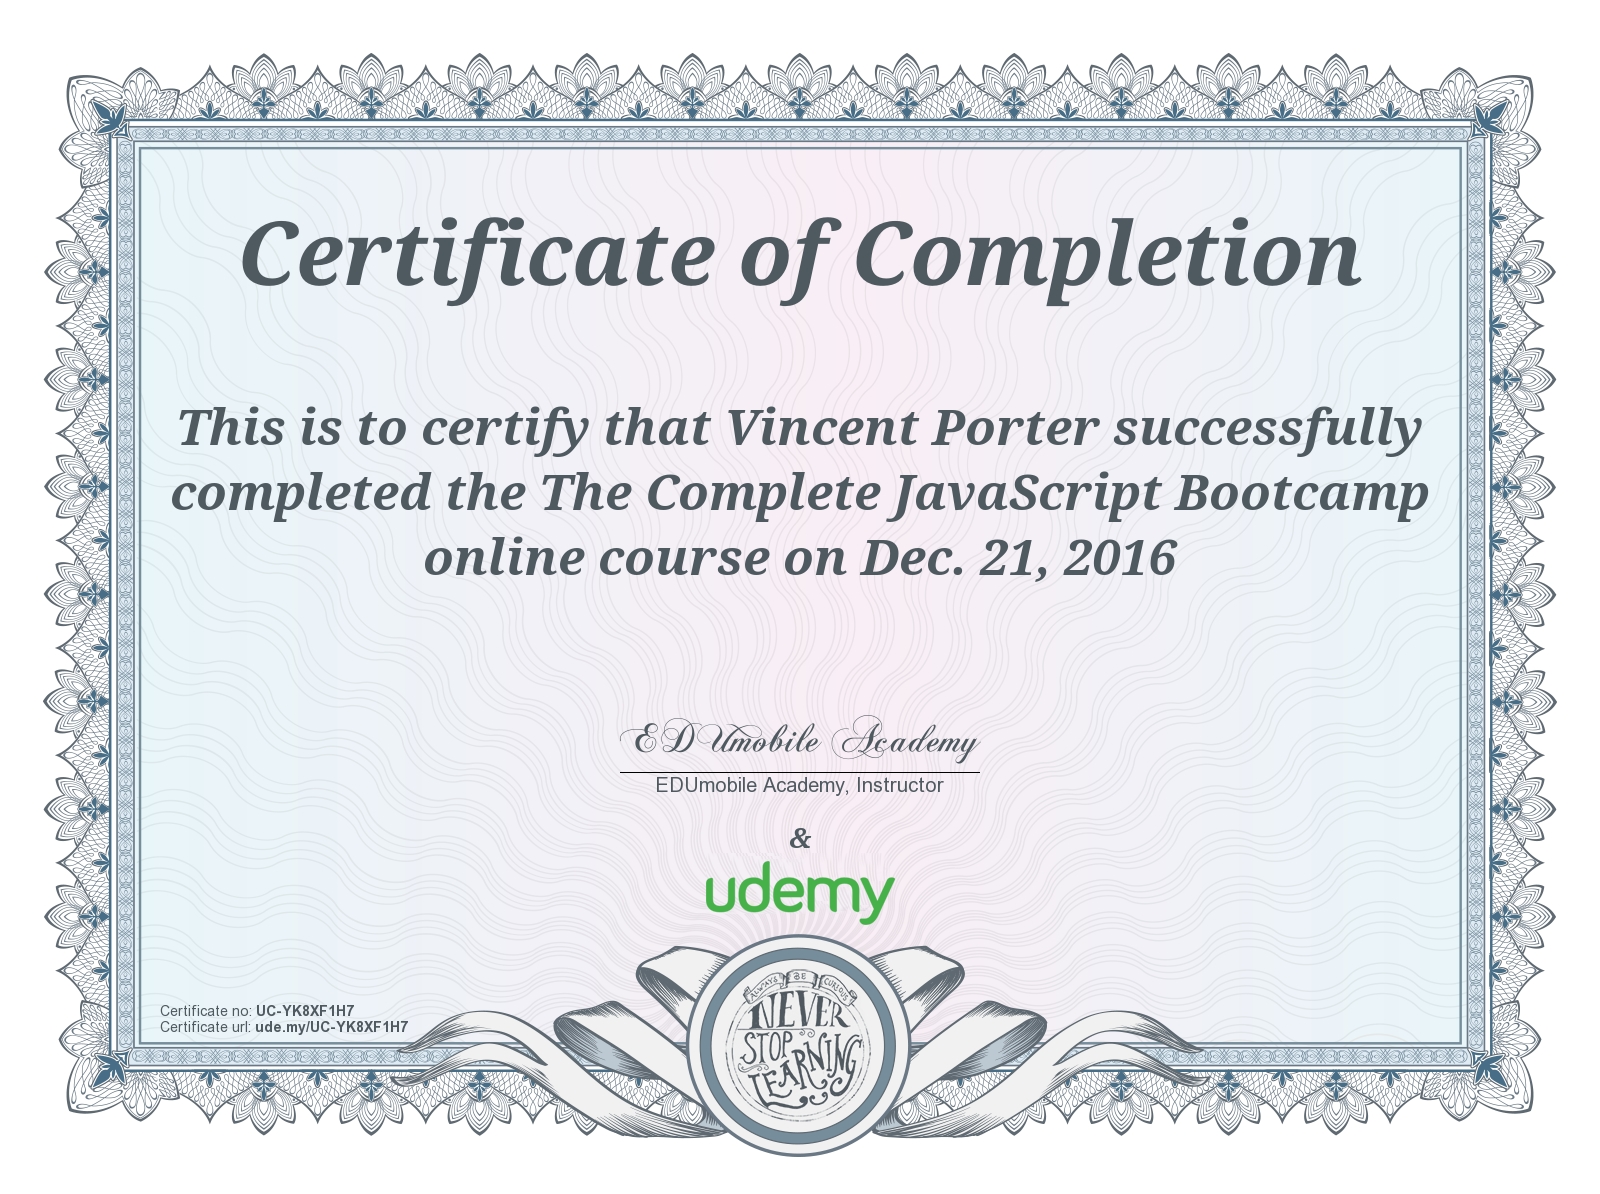 Certificate of Completion
This is to certify that Vincent Porter successfully
completed the The Complete JavaScript Bootcamp
online course on Dec. 21, 2016
EDUmobile Academy
EDUmobile Academy, Instructor
&
udemy
Certificate no: UC-YK8XF1H7
Certificate url: ude.my/UC-YK8XF1H7
ALWAYS BE CURIOUS
NEVER
STOP
LEARNING